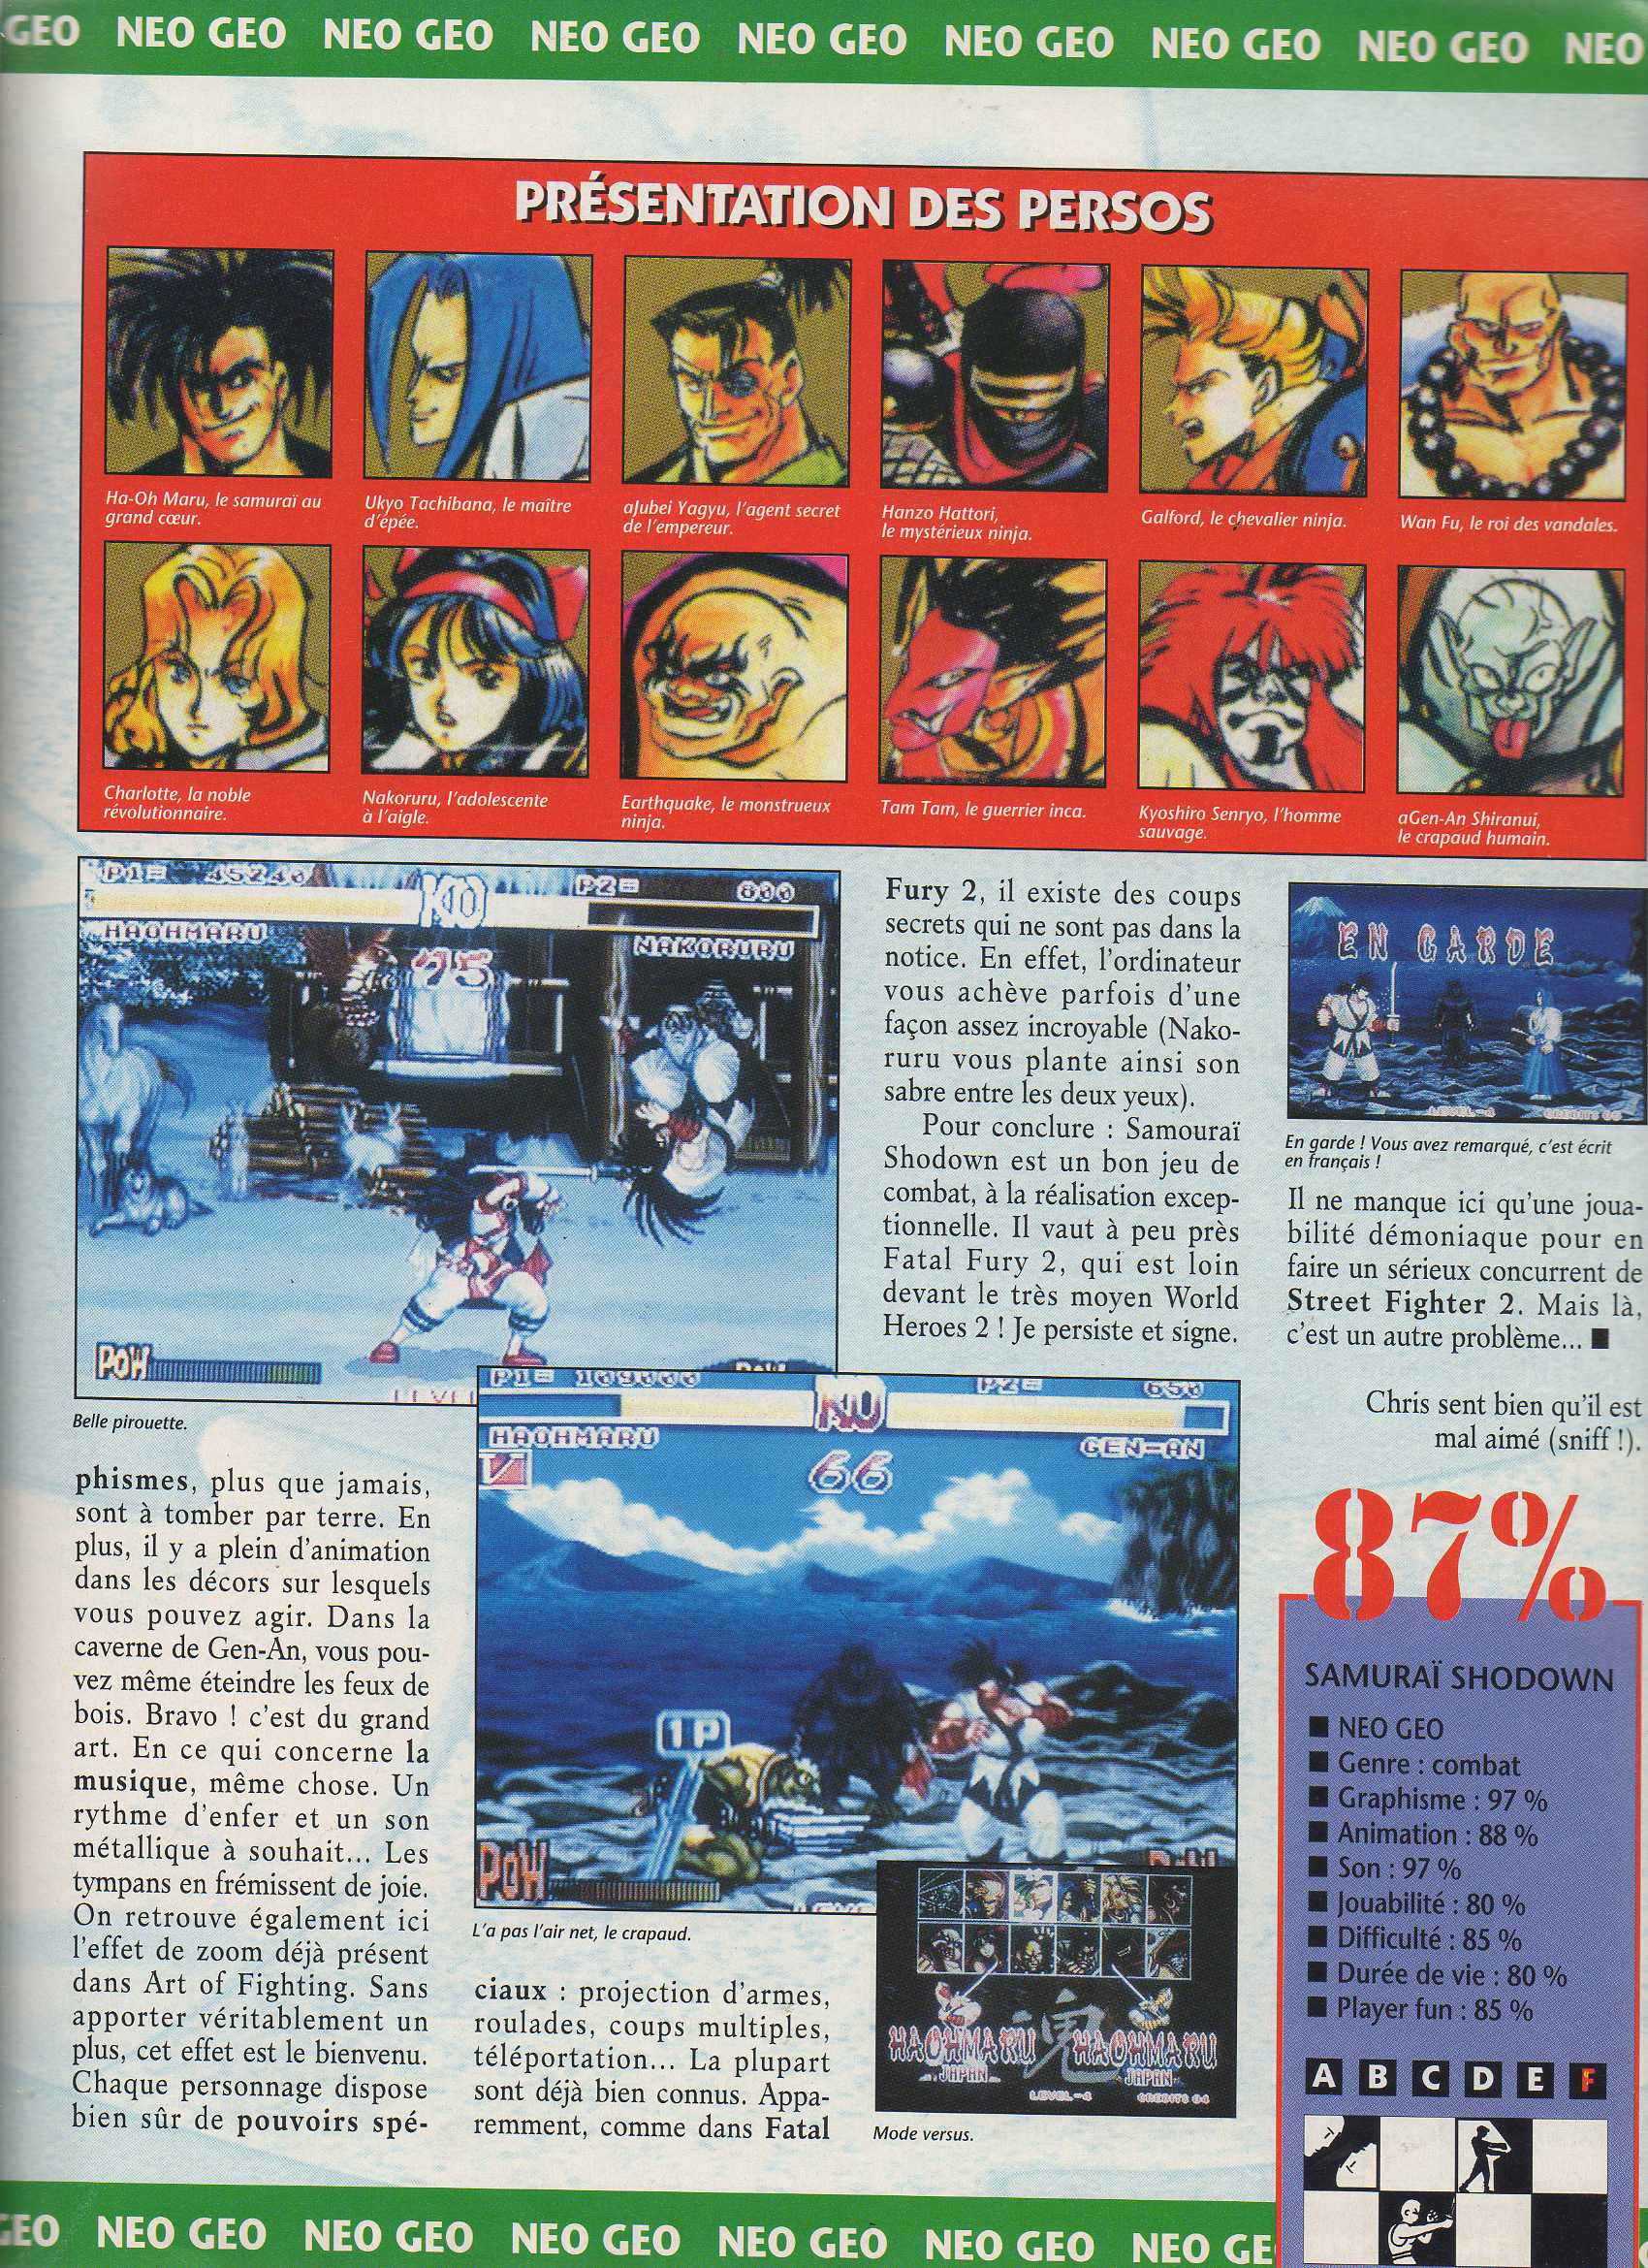 GEO NEO GEO NEO GEO NEO GEO NEO GEO NEO GEO NEO GEO NEO GEO NEO
PRÉSENTATION DES PERSOS
Ha-Oh Maru, le samuraï au
grand cœur.
Ukyo Tachibana, le maître
d'épée.
aJubei Yagyu, l'agent secret
de l'empereur.
Hanzo Hattori,
le mystérieux ninja.
Galford, le chevalier ninja.
Wan Fu, le roi des vandales.
Charlotte, la noble
révolutionnaire.
Nakoruru, l'adolescente
à l'aigle.
Earthquake, le monstrueux
ninja.
Tam Tam, le guerrier inca.
Kyoshiro Senryo, l'homme
sauvage.
aGen-An Shiranui,
le crapaud humain.
P1= 45240 KO P2= 800
HAOHMARU 75 NAKORURU
POW
LEVEL
Belle pirouette.
phismes, plus que jamais,
sont à tomber par terre. En
plus, il y a plein d'animation
dans les décors sur lesquels
vous pouvez agir. Dans la
caverne de Gen-An, vous pou-
vez même éteindre les feux de
bois. Bravo ! c'est du grand
art. En ce qui concerne la
musique, même chose. Un
rythme d'enfer et un son
métallique à souhait... Les
tympans en frémissent de joie.
On retrouve également ici
l'effet de zoom déjà présent
dans Art of Fighting. Sans
apporter véritablement un
plus, cet effet est le bienvenu.
Chaque personnage dispose
bien sûr de pouvoirs spé-
P1= 109000 KO P2= 650
HAOHMARU 66 GEN-AN
1P
POW
L'a pas l'air net, le crapaud.
ciaux : projection d'armes,
roulades, coups multiples,
téléportation... La plupart
sont déjà bien connus. Appa-
remment, comme dans Fatal
Fury 2, il existe des coups
secrets qui ne sont pas dans la
notice. En effet, l'ordinateur
vous achève parfois d'une
façon assez incroyable (Nako-
ruru vous plante ainsi son
sabre entre les deux yeux).
Pour conclure : Samouraï
Shodown est un bon jeu de
combat, à la réalisation excep-
tionnelle. Il vaut à peu près
Fatal Fury 2, qui est loin
devant le très moyen World
Heroes 2 ! Je persiste et signe.
魂
HAOHMARU HAOHMARU
JAPAN JAPAN
LEVEL-4 CREDITS 04
Mode versus.
EN GARDE
LEVEL-4
En garde ! Vous avez remarqué, c'est écrit
en français !
Il ne manque ici qu'une joua-
bilité démoniaque pour en
faire un sérieux concurrent de
Street Fighter 2. Mais là,
c'est un autre problème... ■
Chris sent bien qu'il est
mal aimé (sniff !).
87%
SAMURAÏ SHODOWN
■ NEO GEO
■ Genre : combat
■ Graphisme : 97 %
■ Animation : 88 %
■ Son : 97 %
■ Jouabilité : 80 %
■ Difficulté : 85 %
■ Durée de vie : 80 %
■ Player fun : 85 %
A B C D E F
GEO NEO GEO NEO GEO NEO GEO NEO GEO NEO GEO NEO GE